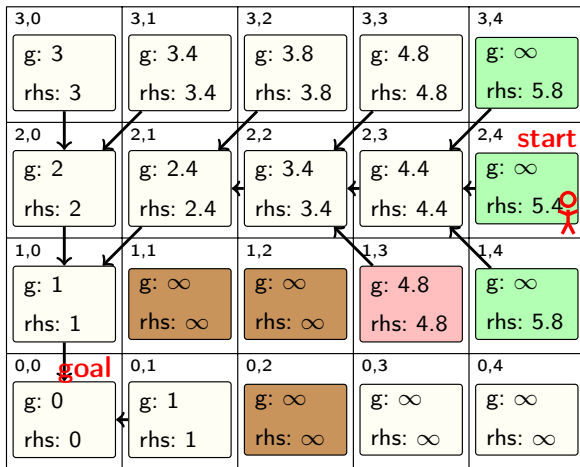 3,0 3,1 3,2 3,3 3,4
g: 3 g: 3.4 g: 3.8 g: 4.8 g: ∞
rhs: 3 rhs: 3.4 rhs: 3.8 rhs: 4.8 rhs: 5.8
2,0 2,1 2,2 2,3 2,4
start
g: 2 g: 2.4 g: 3.4 g: 4.4 g: ∞
rhs: 2 rhs: 2.4 rhs: 3.4 rhs: 4.4 rhs: 5.4
1,0 1,1 1,2 1,3 1,4
g: 1 g: ∞ g: ∞ g: 4.8 g: ∞
rhs: 1 rhs: ∞ rhs: ∞ rhs: 4.8 rhs: 5.8
0,0 0,1 0,2 0,3 0,4
goal
g: 0 g: 1 g: ∞ g: ∞ g: ∞
rhs: 0 rhs: 1 rhs: ∞ rhs: ∞ rhs: ∞